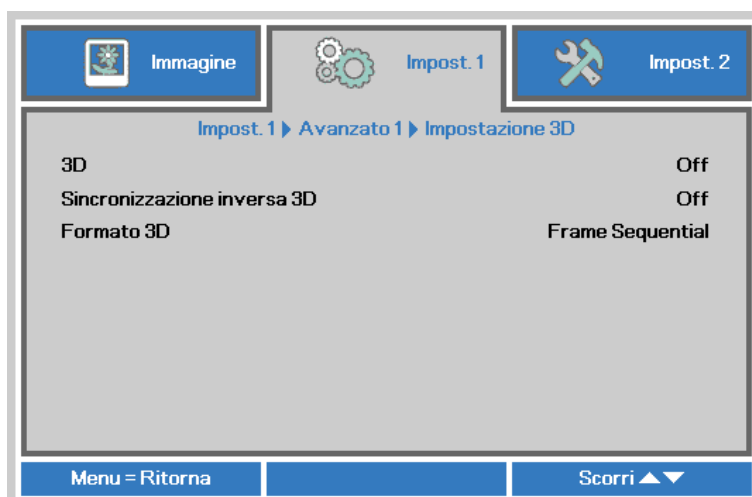 Immagine
Impost. 1
Impost. 2
Impost. 1 ▶ Avanzato 1 ▶ Impostazione 3D
3D Off
Sincronizzazione inversa 3D Off
Formato 3D Frame Sequential
Menu = Ritorna
Scorri ▲▼